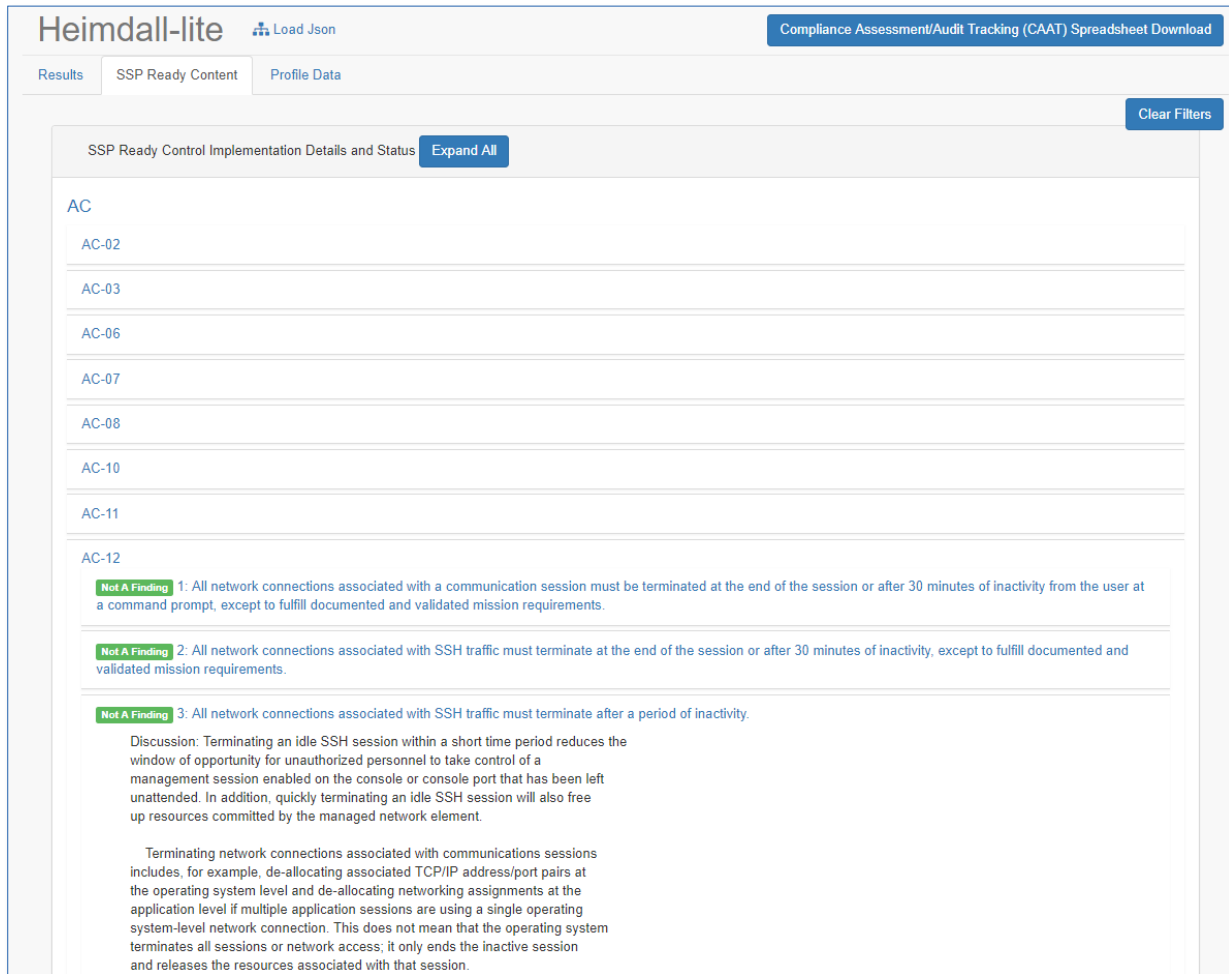 Heimdall-lite
Load Json
Compliance Assessment/Audit Tracking (CAAT) Spreadsheet Download
Results
SSP Ready Content
Profile Data
Clear Filters
SSP Ready Control Implementation Details and Status
Expand All
AC
AC-02
AC-03
AC-06
AC-07
AC-08
AC-10
AC-11
AC-12
Not A Finding 1: All network connections associated with a communication session must be terminated at the end of the session or after 30 minutes of inactivity from the user at
a command prompt, except to fulfill documented and validated mission requirements.
Not A Finding 2: All network connections associated with SSH traffic must terminate at the end of the session or after 30 minutes of inactivity, except to fulfill documented and
validated mission requirements.
Not A Finding 3: All network connections associated with SSH traffic must terminate after a period of inactivity.
Discussion: Terminating an idle SSH session within a short time period reduces the
window of opportunity for unauthorized personnel to take control of a
management session enabled on the console or console port that has been left
unattended. In addition, quickly terminating an idle SSH session will also free
up resources committed by the managed network element.
Terminating network connections associated with communications sessions
includes, for example, de-allocating associated TCP/IP address/port pairs at
the operating system level and de-allocating networking assignments at the
application level if multiple application sessions are using a single operating
system-level network connection. This does not mean that the operating system
terminates all sessions or network access; it only ends the inactive session
and releases the resources associated with that session.